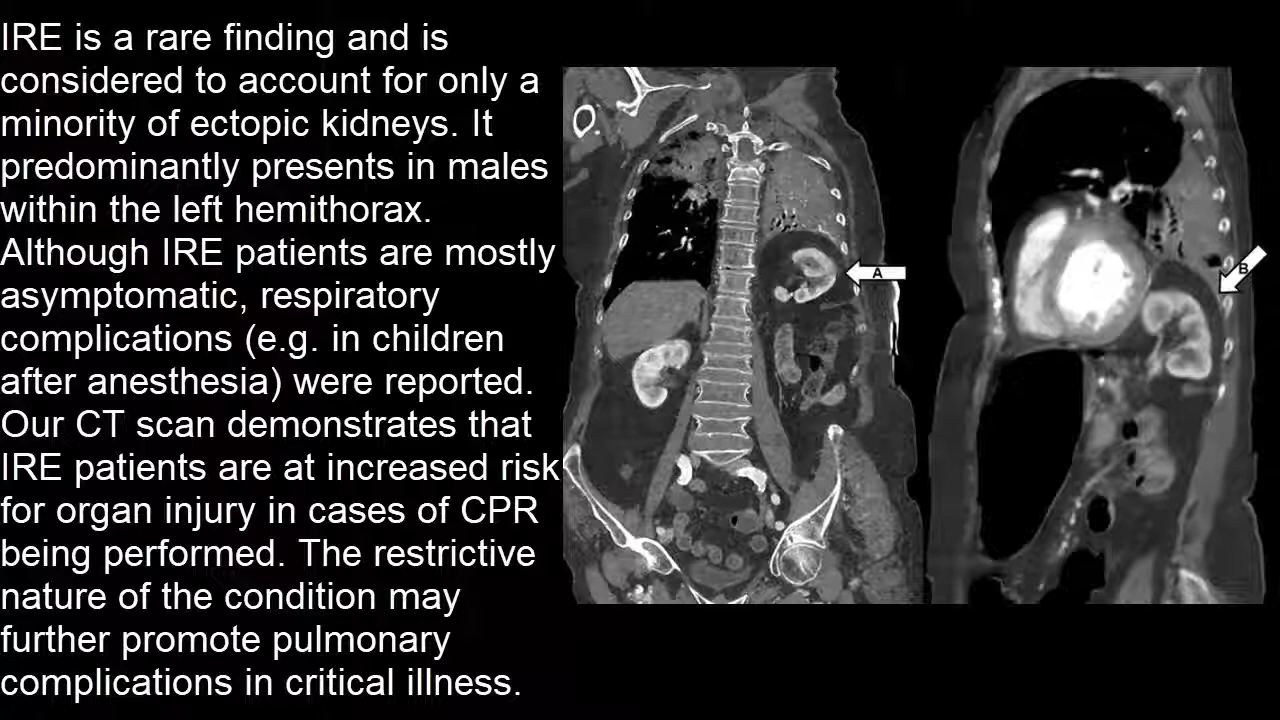 IRE is a rare finding and is
considered to account for only a
minority of ectopic kidneys. It
predominantly presents in males
within the left hemithorax.
Although IRE patients are mostly
asymptomatic, respiratory
complications (e.g. in children
after anesthesia) were reported.
Our CT scan demonstrates that
IRE patients are at increased risk
for organ injury in cases of CPR
being performed. The restrictive
nature of the condition may
further promote pulmonary
complications in critical illness.
A
B